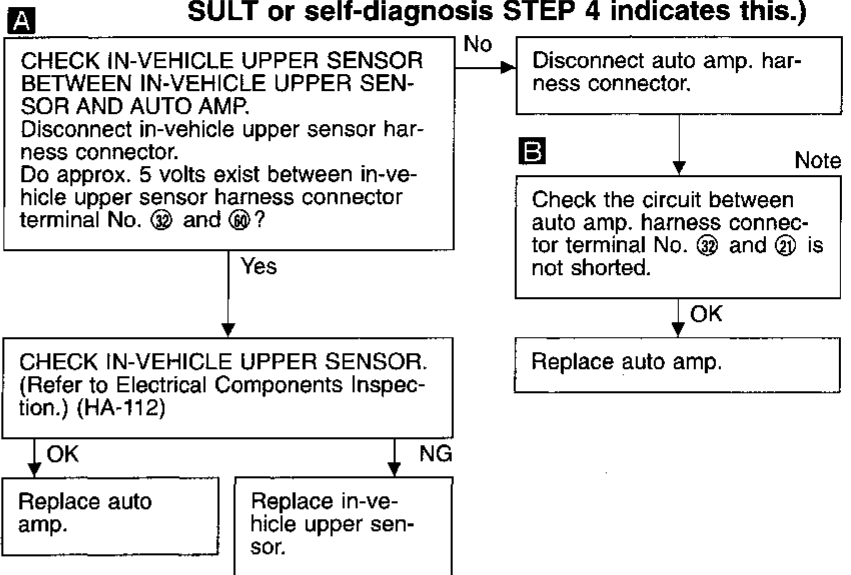 SULT or self-diagnosis STEP 4 indicates this.)
A
CHECK IN-VEHICLE UPPER SENSOR
BETWEEN IN-VEHICLE UPPER SEN-
SOR AND AUTO AMP.
Disconnect in-vehicle upper sensor har-
ness connector.
Do approx. 5 volts exist between in-ve-
hicle upper sensor harness connector
terminal No. ㉜ and ㊿?
No
Disconnect auto amp. har-
ness connector.
B
Note
Check the circuit between
auto amp. harness connec-
tor terminal No. ㉜ and ㉑ is
not shorted.
OK
Replace auto amp.
Yes
CHECK IN-VEHICLE UPPER SENSOR.
(Refer to Electrical Components Inspec-
tion.) (HA-112)
OK
NG
Replace auto
amp.
Replace in-ve-
hicle upper sen-
sor.